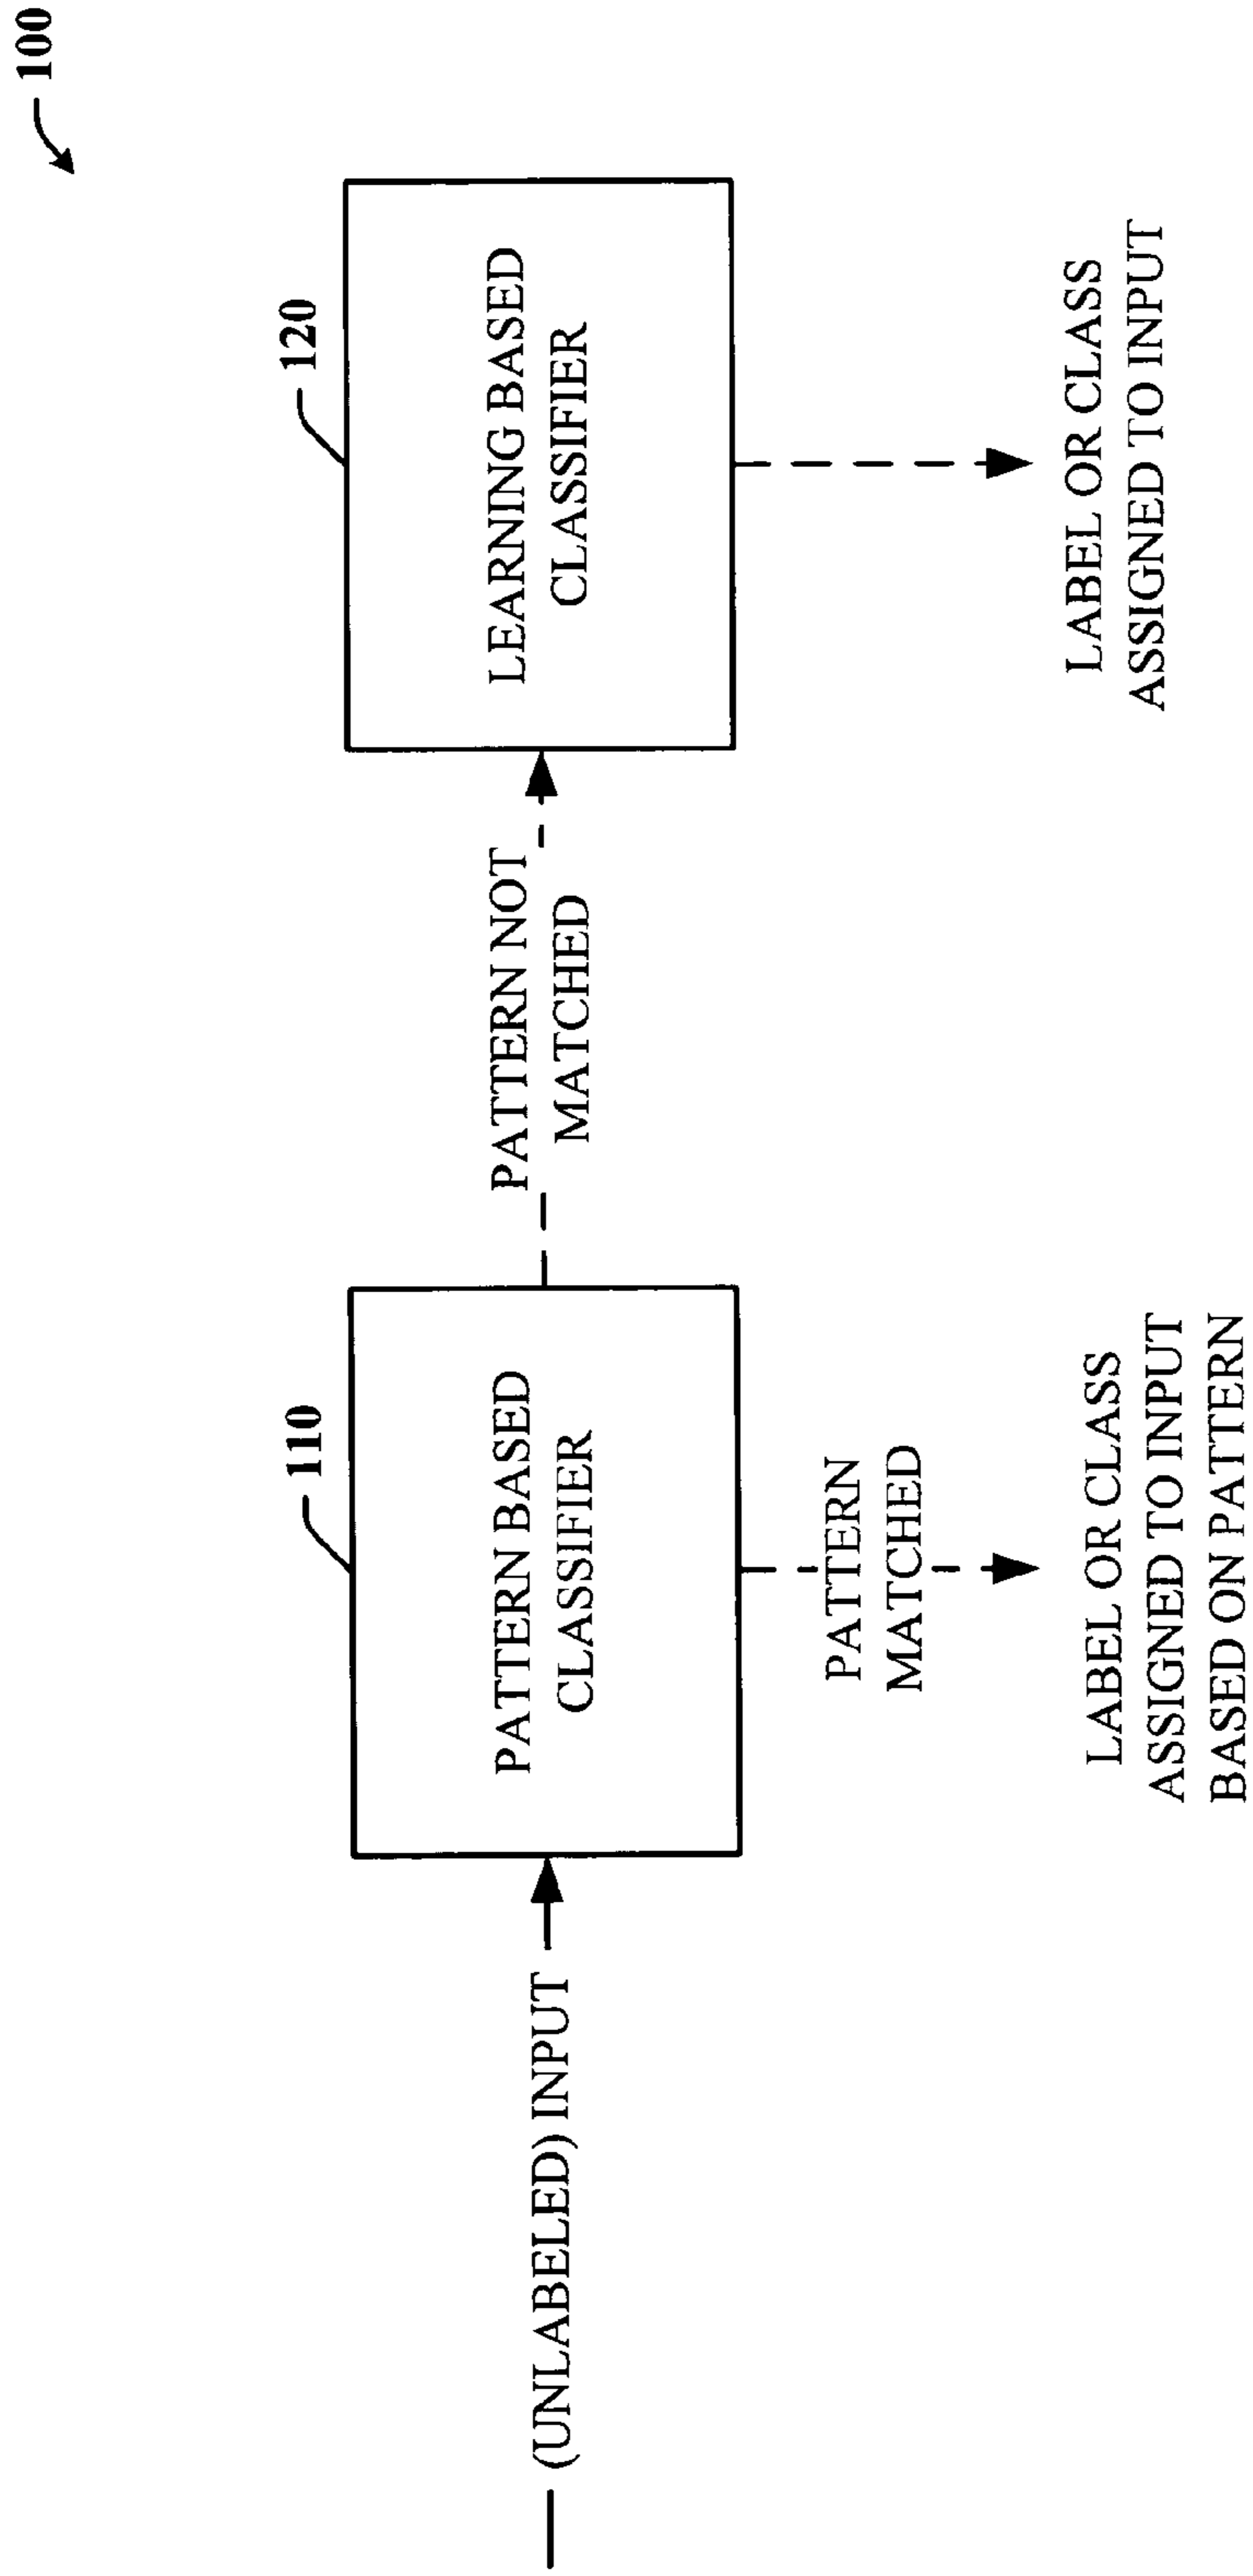 100
110
120
(UNLABELED) INPUT
PATTERN BASED
CLASSIFIER
PATTERN NOT
MATCHED
LEARNING BASED
CLASSIFIER
PATTERN
MATCHED
LABEL OR CLASS
ASSIGNED TO INPUT
BASED ON PATTERN
LABEL OR CLASS
ASSIGNED TO INPUT